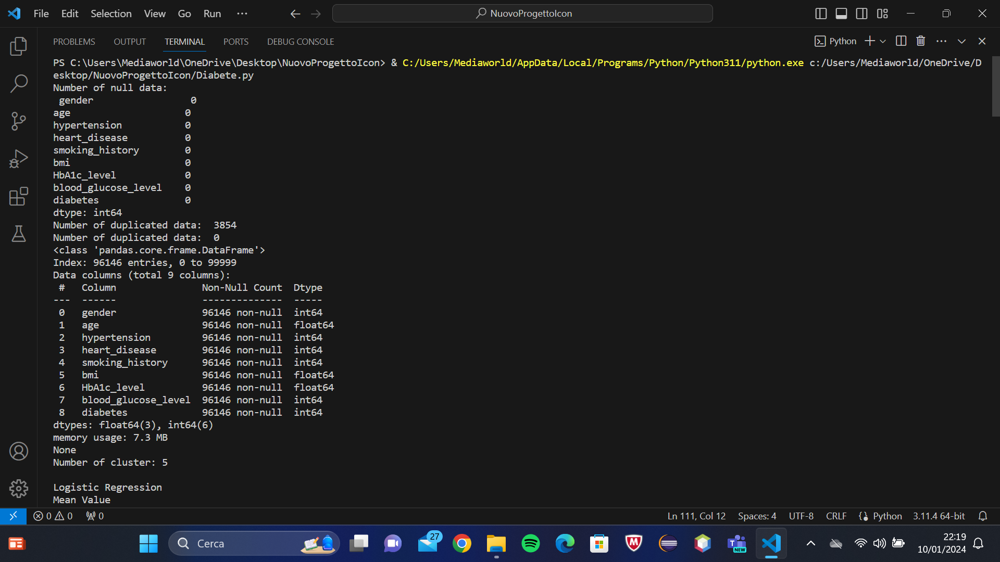 File Edit Selection View Go Run ··· NuovoProgettoIcon
PROBLEMS OUTPUT TERMINAL PORTS DEBUG CONSOLE Python
PS C:\Users\Mediaworld\OneDrive\Desktop\NuovoProgettoIcon> & C:/Users/Mediaworld/AppData/Local/Programs/Python/Python311/python.exe c:/Users/Mediaworld/OneDrive/D
esktop/NuovoProgettoIcon/Diabete.py
Number of null data:
 gender                 0
age                    0
hypertension           0
heart_disease          0
smoking_history        0
bmi                    0
HbA1c_level            0
blood_glucose_level    0
diabetes               0
dtype: int64
Number of duplicated data:  3854
Number of duplicated data:  0
<class 'pandas.core.frame.DataFrame'>
Index: 96146 entries, 0 to 99999
Data columns (total 9 columns):
 #   Column               Non-Null Count  Dtype
---  ------               --------------  -----
 0   gender               96146 non-null  int64
 1   age                  96146 non-null  float64
 2   hypertension         96146 non-null  int64
 3   heart_disease        96146 non-null  int64
 4   smoking_history      96146 non-null  int64
 5   bmi                  96146 non-null  float64
 6   HbA1c_level          96146 non-null  float64
 7   blood_glucose_level  96146 non-null  int64
 8   diabetes             96146 non-null  int64
dtypes: float64(3), int64(6)
memory usage: 7.3 MB
None
Number of cluster: 5
Logistic Regression
Mean Value
0 0 0 Ln 111, Col 12 Spaces: 4 UTF-8 CRLF Python 3.11.4 64-bit
Cerca 27 NEW 22:19
10/01/2024